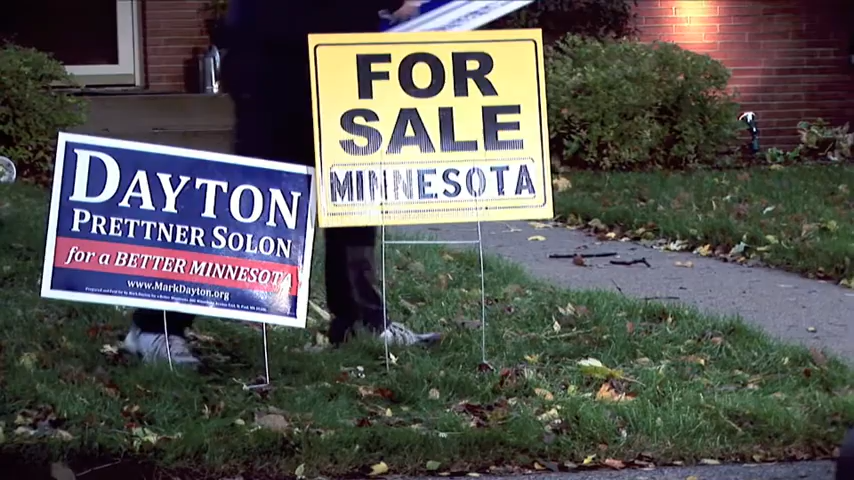 DAYTON
PRETTNER SOLON
for a BETTER MINNESOTA
www.MarkDayton.org
FOR
SALE
MINNESOTA